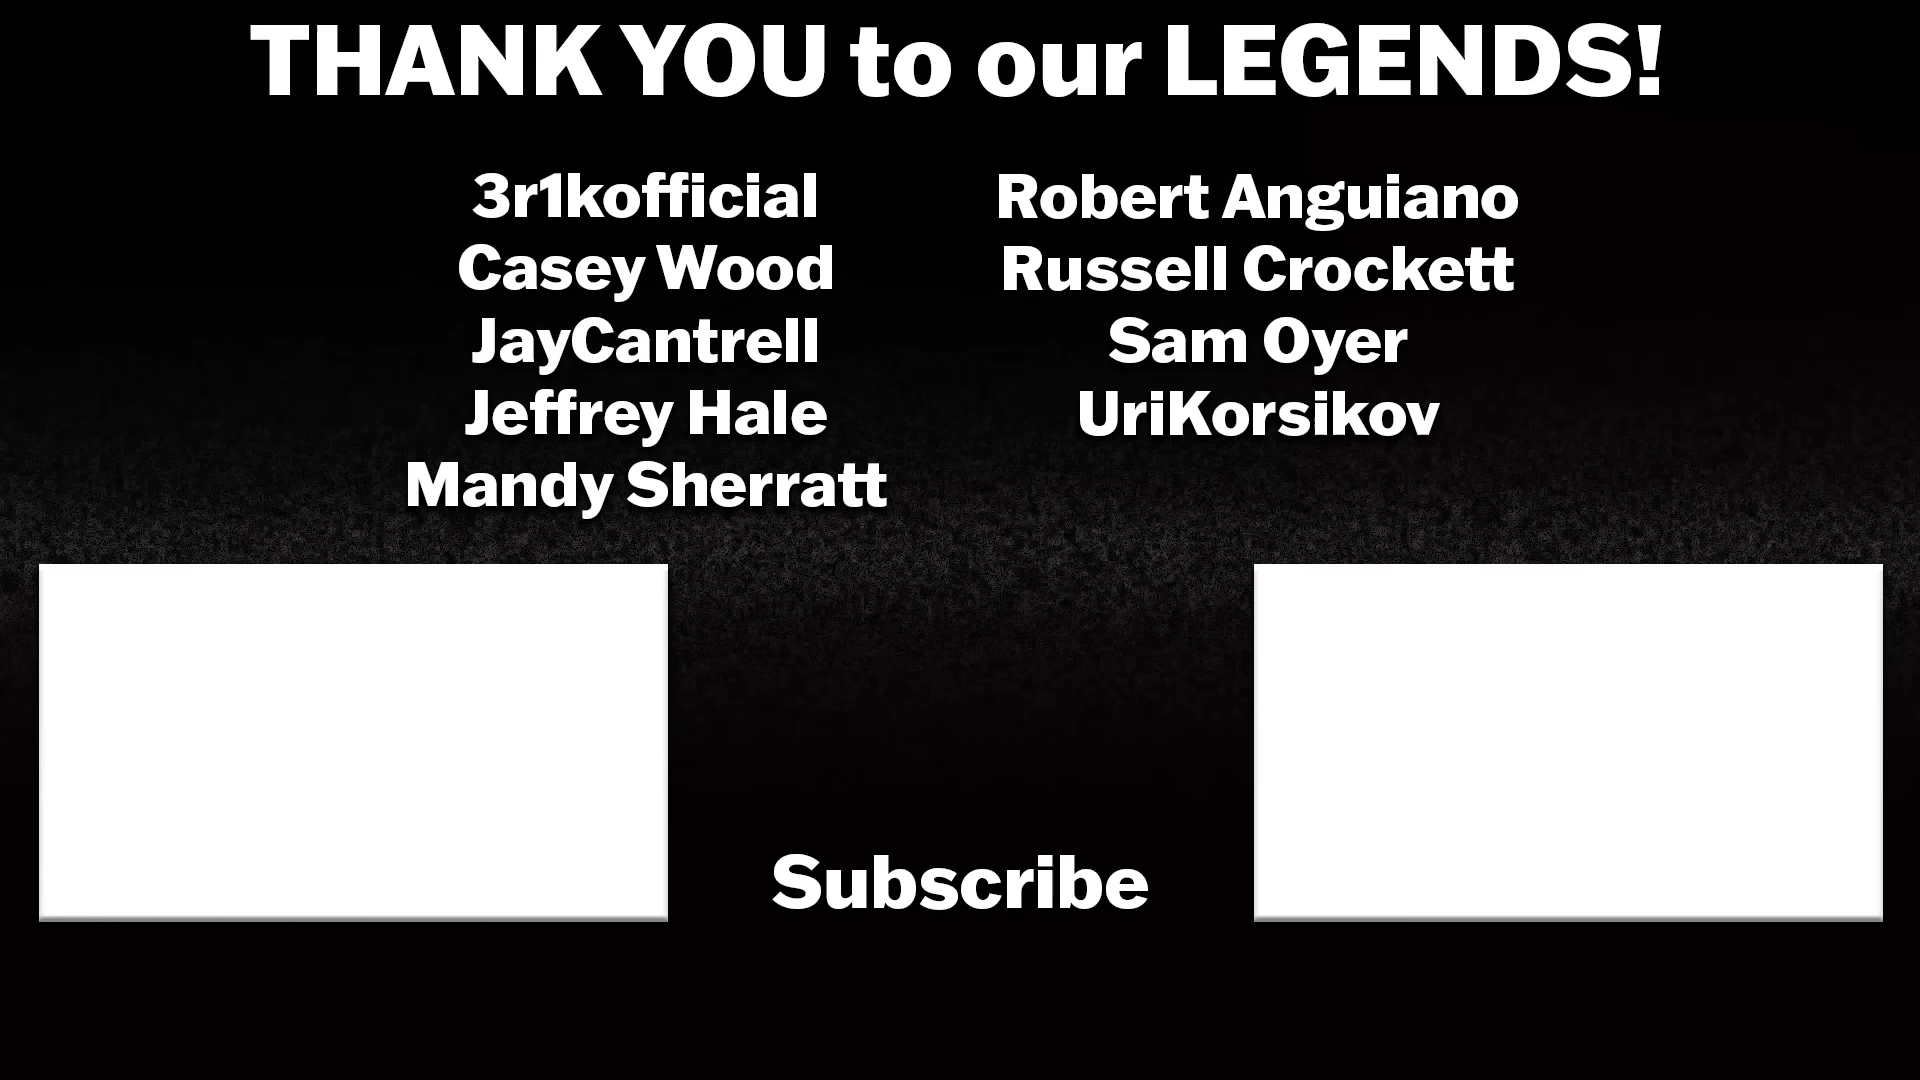 THANK YOU to our LEGENDS!
3r1kofficial
Casey Wood
JayCantrell
Jeffrey Hale
Mandy Sherratt
Robert Anguiano
Russell Crockett
Sam Oyer
UriKorsikov
Subscribe